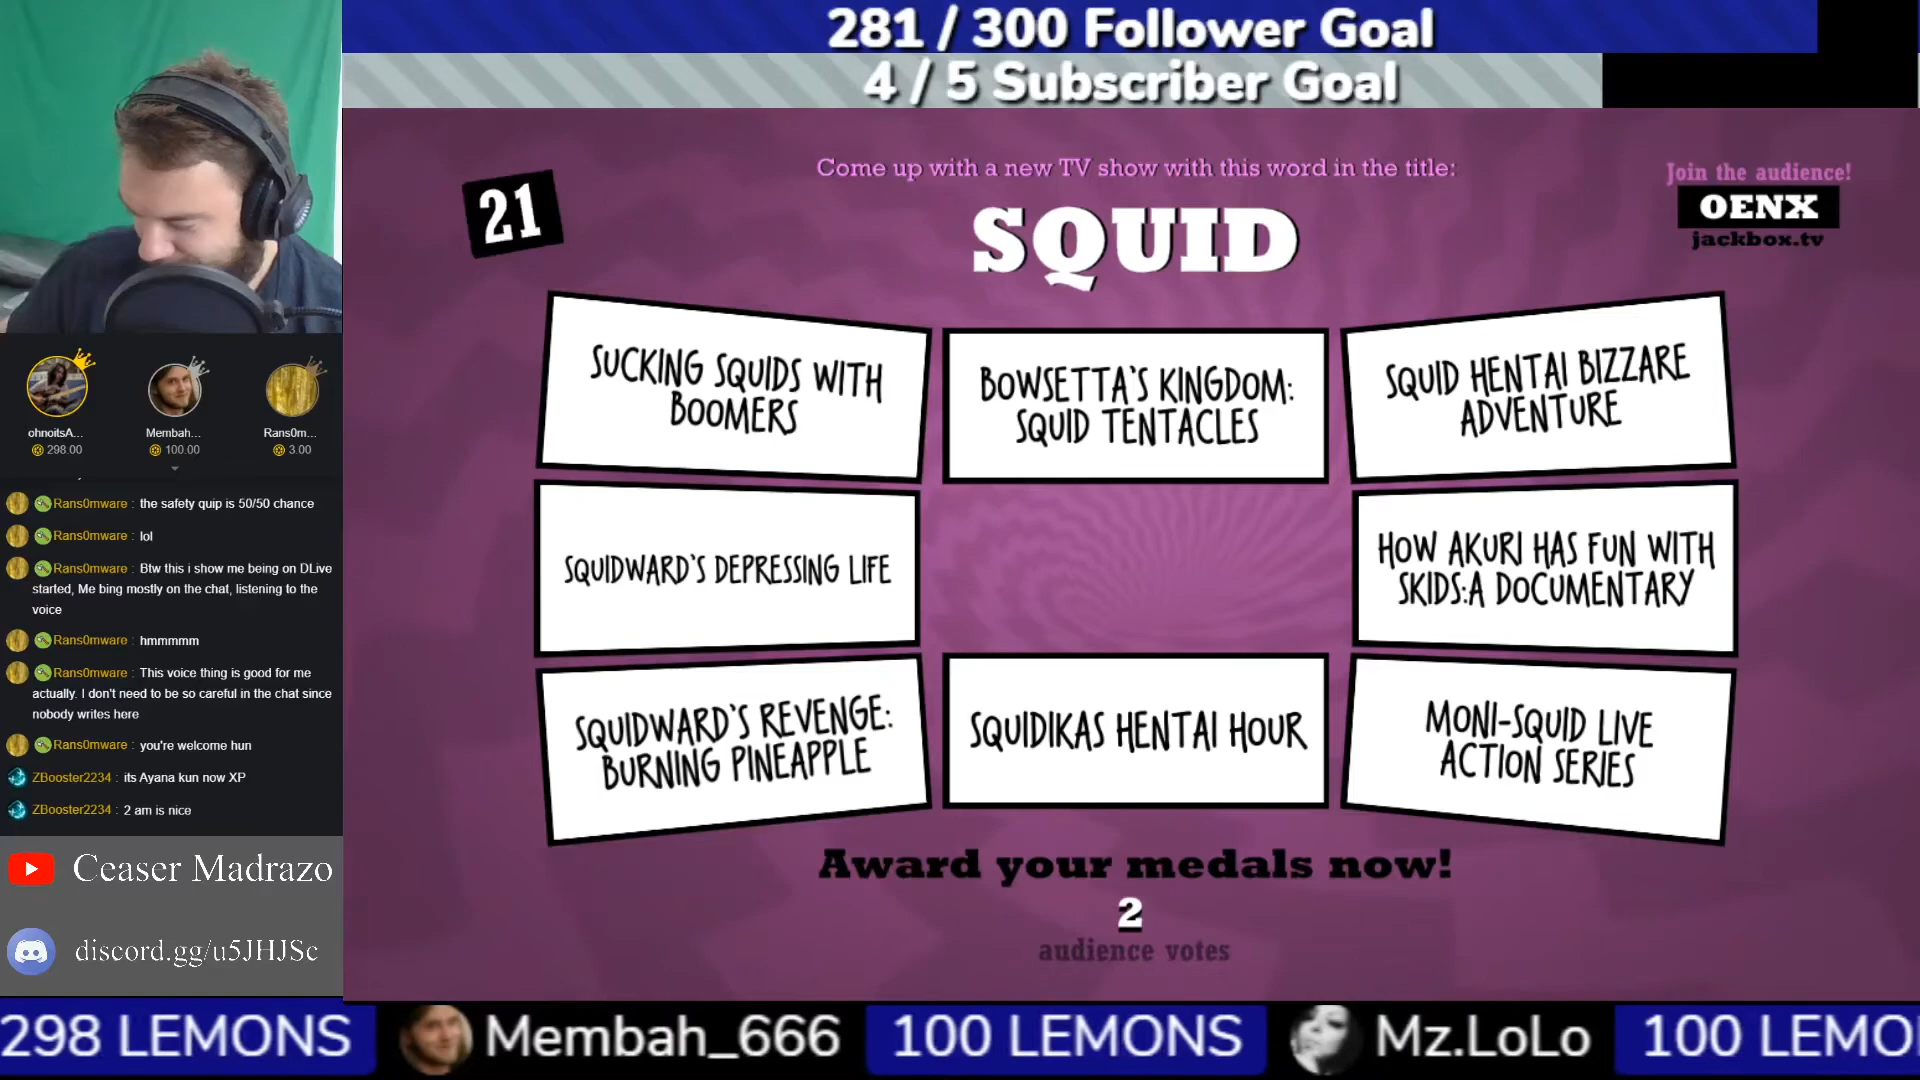 281 / 300 Follower Goal
4 / 5 Subscriber Goal
Come up with a new TV show with this word in the title:
SQUID
21
Join the audience!
OENX
jackbox.tv
SUCKING SQUIDS WITH
BOOMERS
BOWSETTA'S KINGDOM:
SQUID TENTACLES
SQUID HENTAI BIZZARE
ADVENTURE
SQUIDWARD'S DEPRESSING LIFE
HOW AKURI HAS FUN WITH
SKIDS:A DOCUMENTARY
SQUIDWARD'S REVENGE:
BURNING PINEAPPLE
SQUIDIKAS HENTAI HOUR
MONI-SQUID LIVE
ACTION SERIES
Award your medals now!
2
audience votes
ohnoitsA...
298.00
Membah...
100.00
Rans0m...
3.00
Rans0mware : the safety quip is 50/50 chance
Rans0mware : lol
Rans0mware : Btw this i show me being on DLive
started, Me bing mostly on the chat, listening to the
voice
Rans0mware : hmmmmm
Rans0mware : This voice thing is good for me
actually. I don't need to be so careful in the chat since
nobody writes here
Rans0mware : you're welcome hun
ZBooster2234 : its Ayana kun now XP
ZBooster2234 : 2 am is nice
Ceaser Madrazo
discord.gg/u5JHJSc
298 LEMONS Membah_666 100 LEMONS Mz.LoLo 100 LEMO